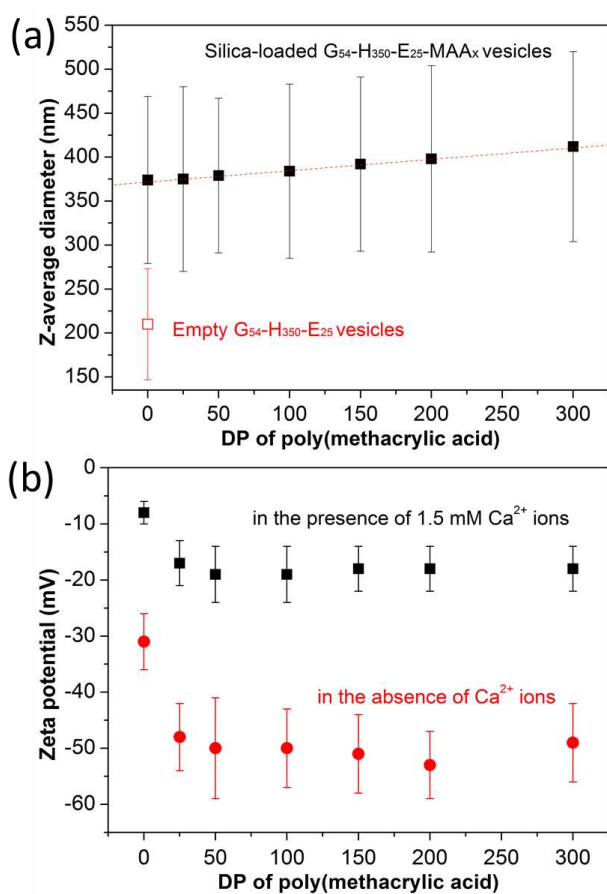 (a)
550
500
450
400
350
300
250
200
150
Z-average diameter (nm)
Silica-loaded G₅₄-H₃₅₀-E₂₅-MAAₓ vesicles
Empty G₅₄-H₃₅₀-E₂₅ vesicles
0 50 100 150 200 250 300
DP of poly(methacrylic acid)
(b)
0
-10
-20
-30
-40
-50
-60
Zeta potential (mV)
in the presence of 1.5 mM Ca²⁺ ions
in the absence of Ca²⁺ ions
0 50 100 150 200 250 300
DP of poly(methacrylic acid)